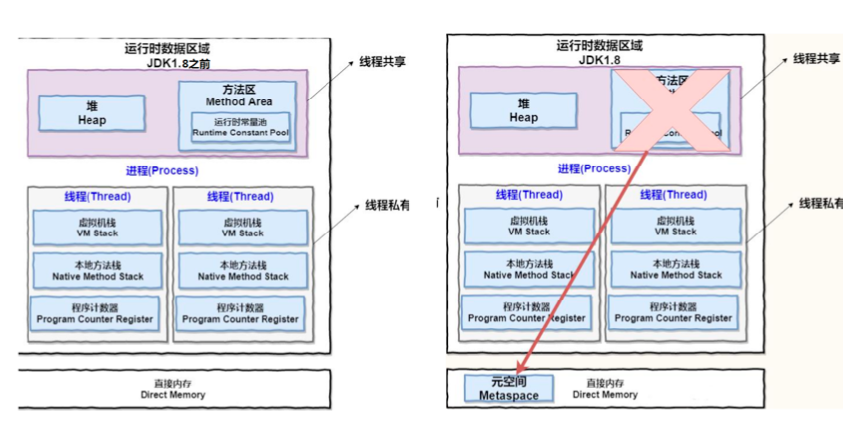 运行时数据区域
JDK1.8之前
线程共享
堆
Heap
方法区
Method Area
运行时常量池
Runtime Constant Pool
进程(Process)
线程(Thread)
线程(Thread)
线程私有
虚拟机栈
VM Stack
虚拟机栈
VM Stack
本地方法栈
Native Method Stack
本地方法栈
Native Method Stack
程序计数器
Program Counter Register
程序计数器
Program Counter Register
直接内存
Direct Memory
运行时数据区域
JDK1.8
线程共享
堆
Heap
方法区
进程(Process)
线程(Thread)
线程(Thread)
线程私有
虚拟机栈
VM Stack
虚拟机栈
VM Stack
本地方法栈
Native Method Stack
本地方法栈
Native Method Stack
程序计数器
Program Counter Register
程序计数器
Program Counter Register
元空间
Metaspace
直接内存
Direct Memory